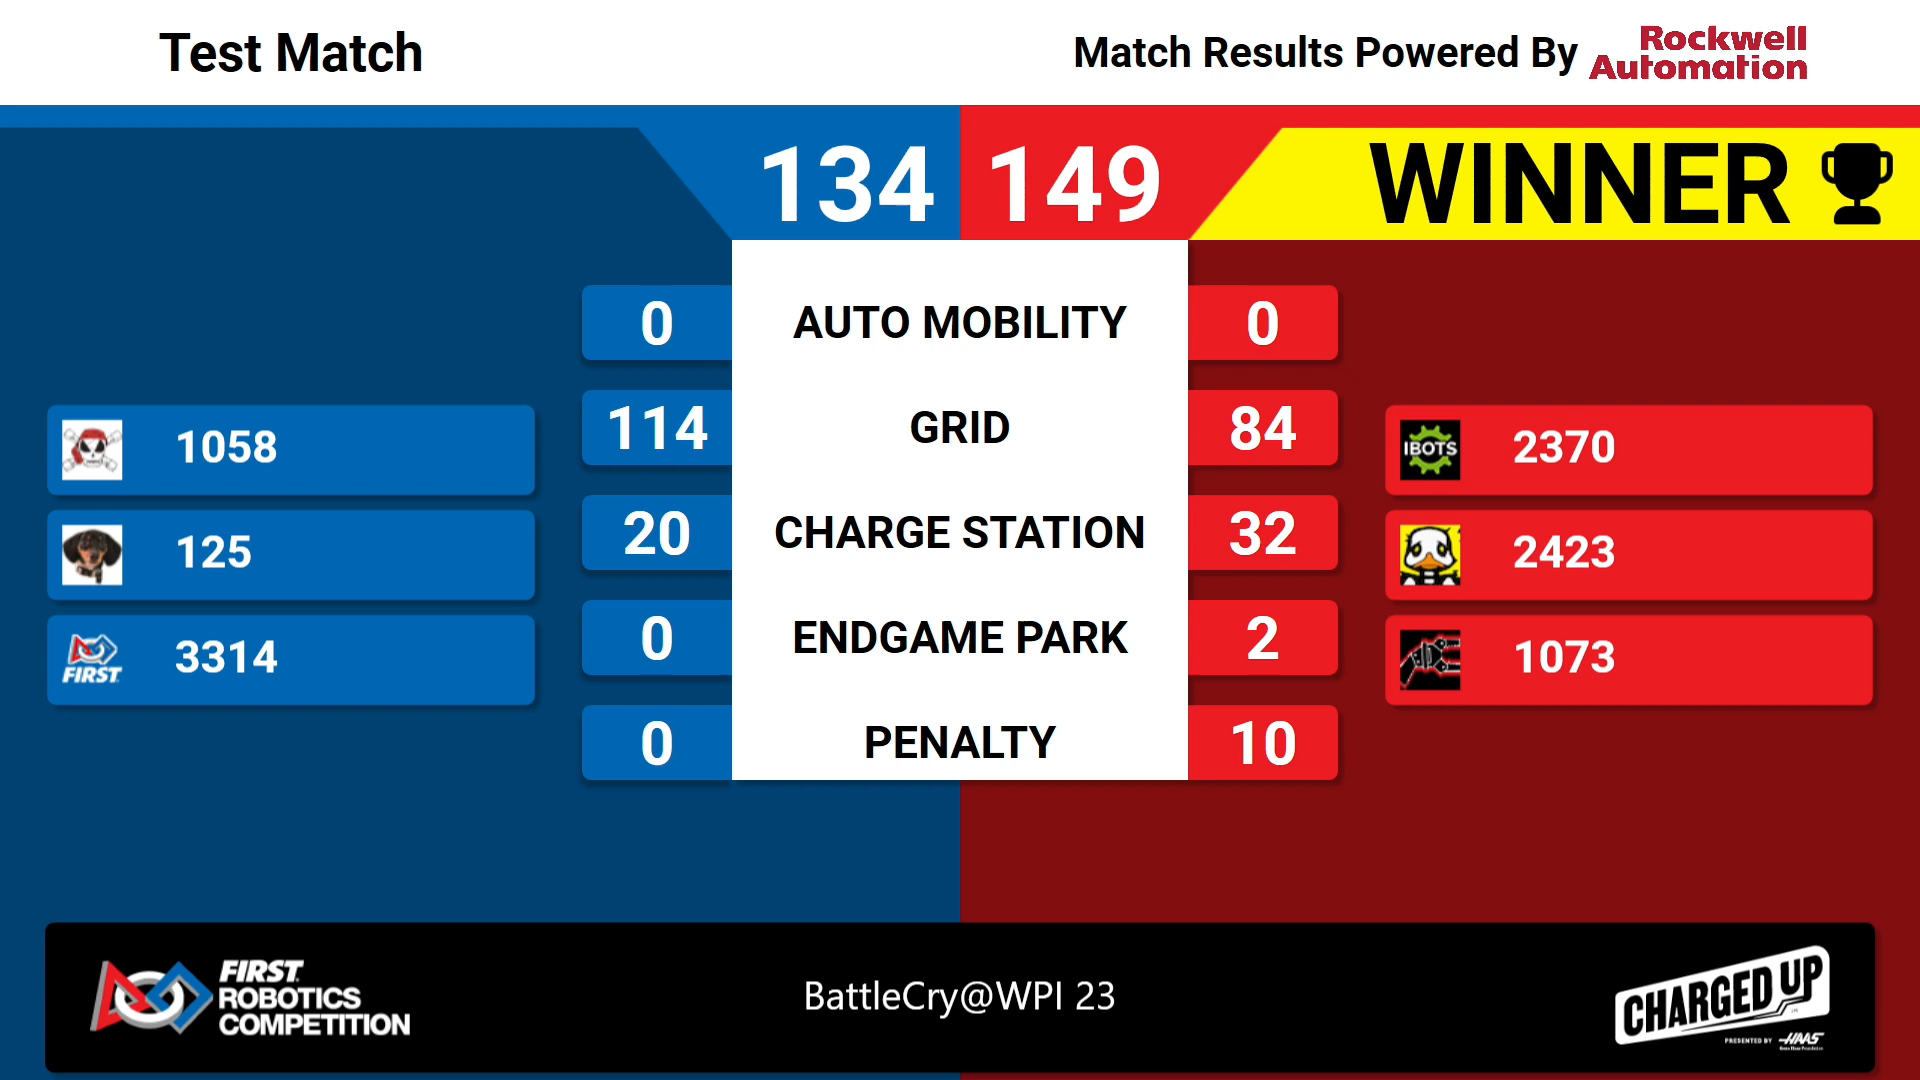 Test Match
Match Results Powered By Rockwell Automation
134 149 WINNER
0 AUTO MOBILITY 0
114 GRID 84
20 CHARGE STATION 32
0 ENDGAME PARK 2
0 PENALTY 10
1058
125
FIRST 3314
IBOTS 2370
2423
1073
FIRST
ROBOTICS
COMPETITION
BattleCry@WPI 23
CHARGED UP
PRESENTED BY HAAS